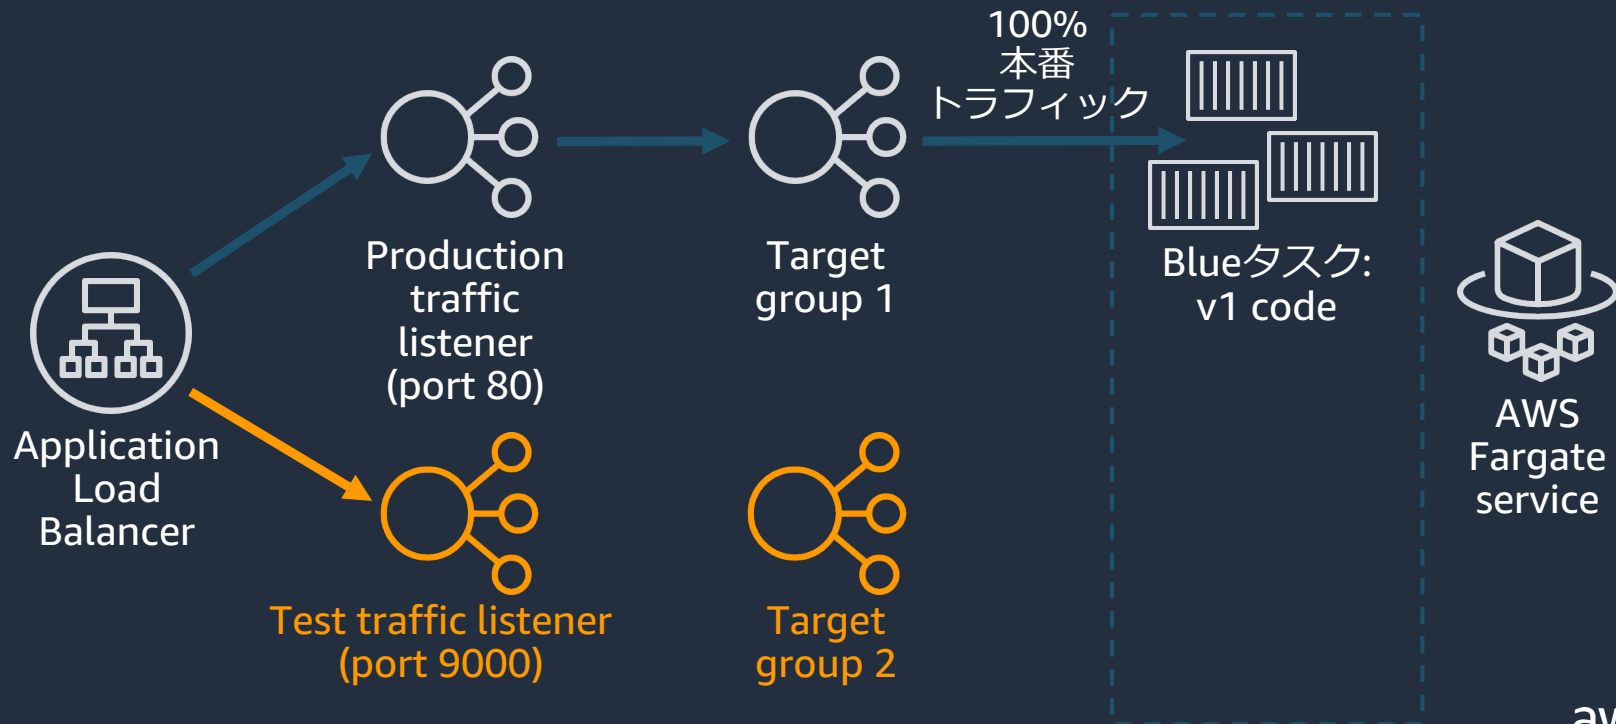 100%
本番
トラフィック
Production
traffic
listener
(port 80)
Target
group 1
Blueタスク:
v1 code
Application
Load
Balancer
AWS
Fargate
service
Test traffic listener
(port 9000)
Target
group 2